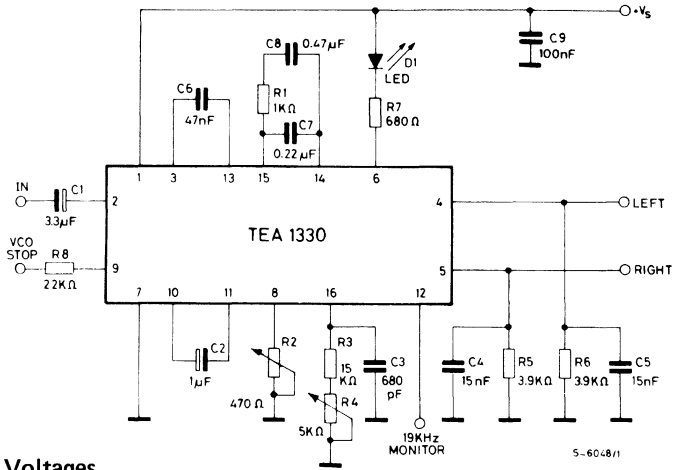 +Vs
C8 0.47µF
D1
LED
C9
100nF
C6
47nF
R1
1KΩ
C7
0.22µF
R7
680Ω
1 3 13 15 14 6
IN
C1
3.3µF
2
4
LEFT
TEA 1330
VCO
STOP
R8
22KΩ
9
5
RIGHT
7 10 11 8 16 12
C2
1µF
R2
470Ω
R3
15
KΩ
R4
5KΩ
C3
680
pF
19KHz
MONITOR
C4
15nF
R5
3.9KΩ
R6
3.9KΩ
C5
15nF
S-6048/1
Voltages